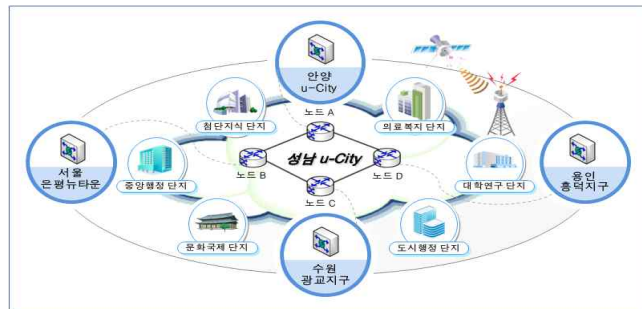 안양
u-City
첨단지식 단지
노드 A
의료복지 단지
서울
은평뉴타운
중앙행정 단지
노드 B
성남 u-City
노드 D
대학연구 단지
용인
흥덕지구
노드 C
문화국제 단지
수원
광교지구
도시행정 단지